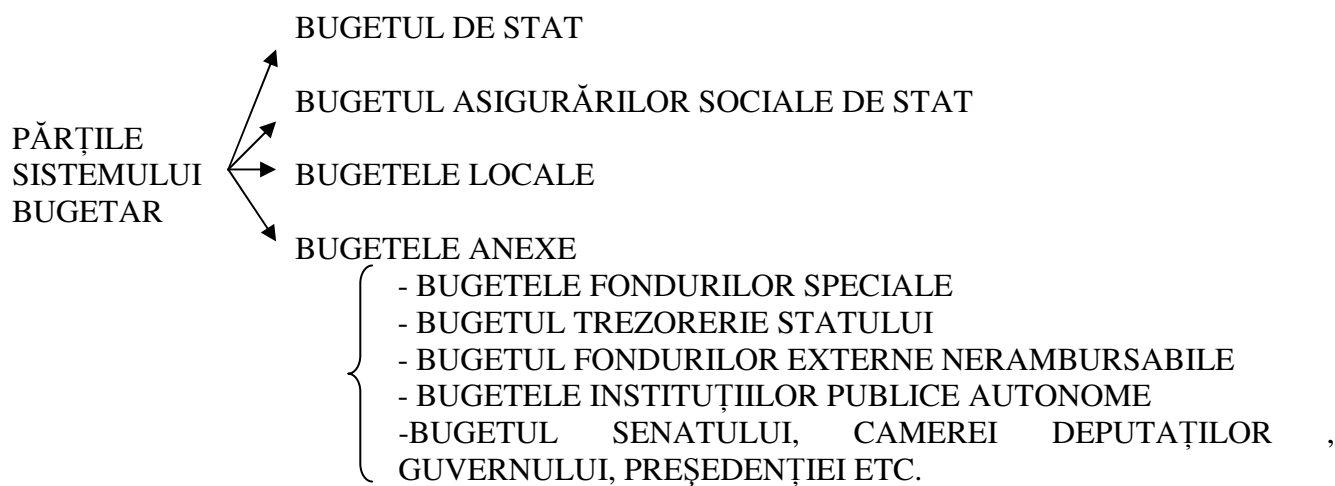 BUGETUL DE STAT
BUGETUL ASIGURĂRILOR SOCIALE DE STAT
PĂRȚILE
SISTEMULUI
BUGETAR
BUGETELE LOCALE
BUGETELE ANEXE
- BUGETELE FONDURILOR SPECIALE
- BUGETUL TREZORERIE STATULUI
- BUGETUL FONDURILOR EXTERNE NERAMBURSABILE
- BUGETELE INSTITUȚIILOR PUBLICE AUTONOME
-BUGETUL SENATULUI, CAMEREI DEPUTAȚILOR ,
GUVERNULUI, PREȘEDENȚIEI ETC.